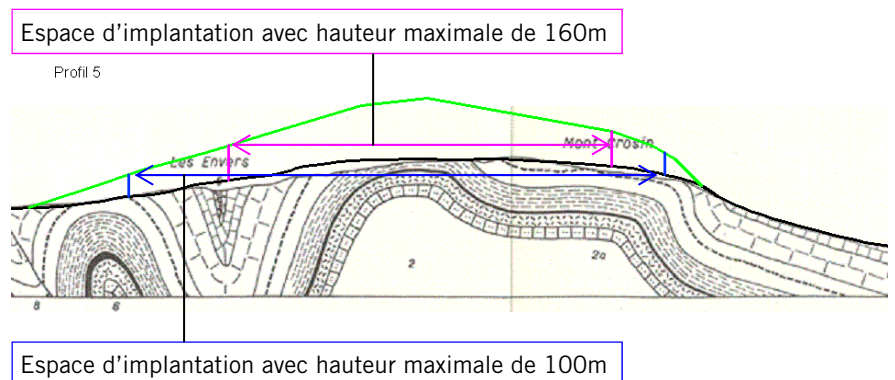 Espace d’implantation avec hauteur maximale de 160m
Profil 5
Mont Crosin
Les Envers
2
2a
8
6
Espace d’implantation avec hauteur maximale de 100m